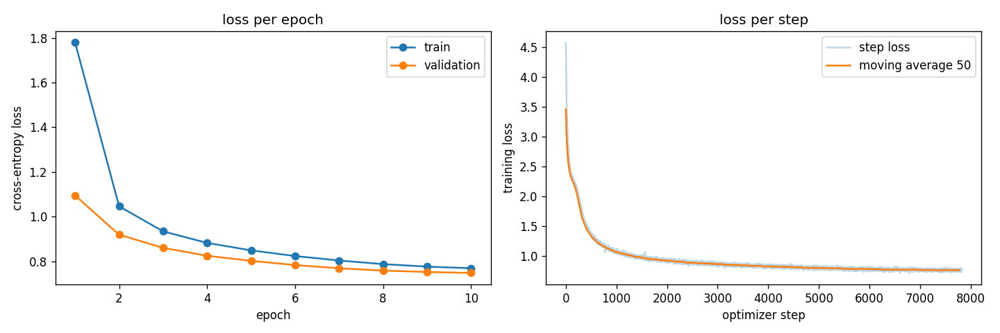 loss per epoch
cross-entropy loss
1.8
1.6
1.4
1.2
1.0
0.8
train
validation
2 4 6 8 10
epoch
loss per step
training loss
4.5
4.0
3.5
3.0
2.5
2.0
1.5
1.0
step loss
moving average 50
0 1000 2000 3000 4000 5000 6000 7000 8000
optimizer step